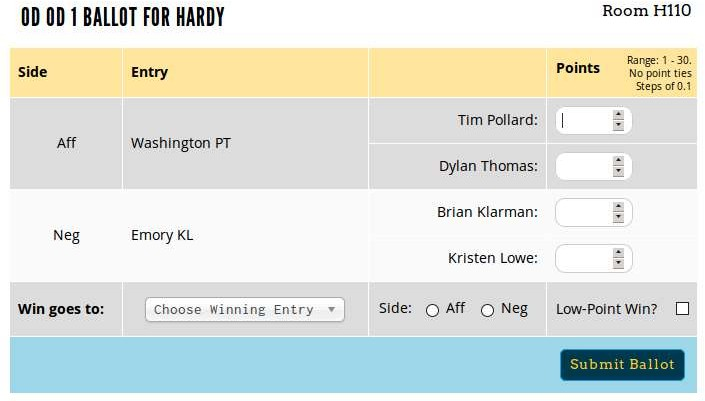 OD OD 1 BALLOT FOR HARDY
Room H110
Side Entry Points Range: 1 - 30.
No point ties
Steps of 0.1
Aff Washington PT
Tim Pollard:
Dylan Thomas:
Neg Emory KL
Brian Klarman:
Kristen Lowe:
Win goes to: Choose Winning Entry Side: Aff Neg Low-Point Win?
Submit Ballot